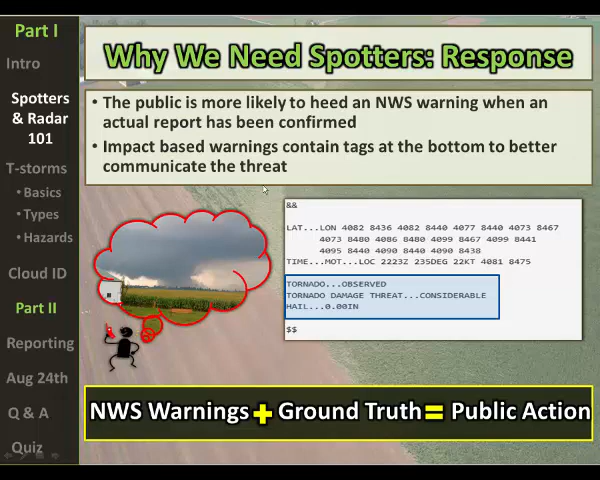 Part I
Intro
Spotters
& Radar
101
T-storms
• Basics
• Types
• Hazards
Cloud ID
Part II
Reporting
Aug 24th
Q & A
Quiz
Why We Need Spotters: Response
• The public is more likely to heed an NWS warning when an
actual report has been confirmed
• Impact based warnings contain tags at the bottom to better
communicate the threat
&&
LAT...LON 4082 8436 4082 8440 4077 8440 4073 8467
4073 8480 4086 8480 4099 8467 4099 8441
4095 8440 4090 8440 4090 8438
TIME...MOT...LOC 2223Z 235DEG 22KT 4081 8475
TORNADO...OBSERVED
TORNADO DAMAGE THREAT...CONSIDERABLE
HAIL...0.00IN
$$
NWS Warnings + Ground Truth = Public Action